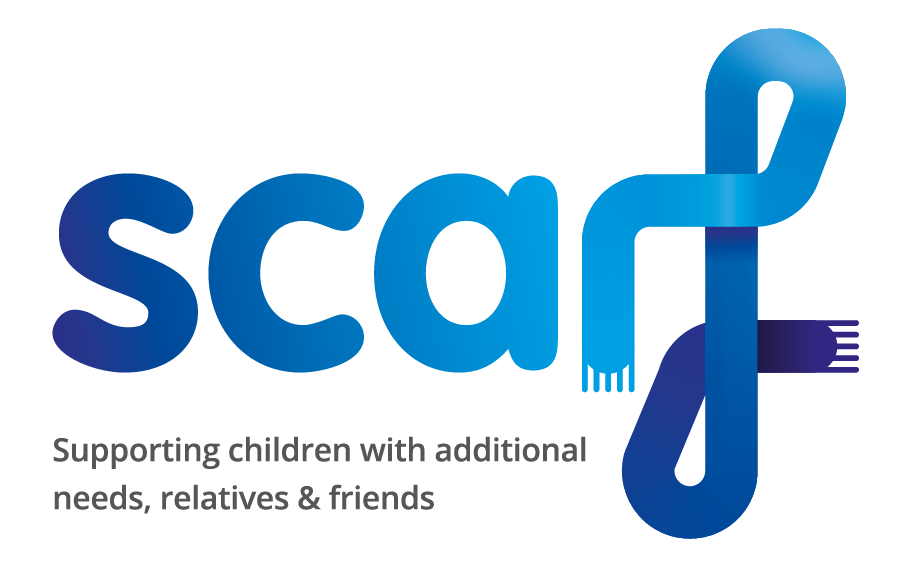 scarf
Supporting children with additional
needs, relatives & friends